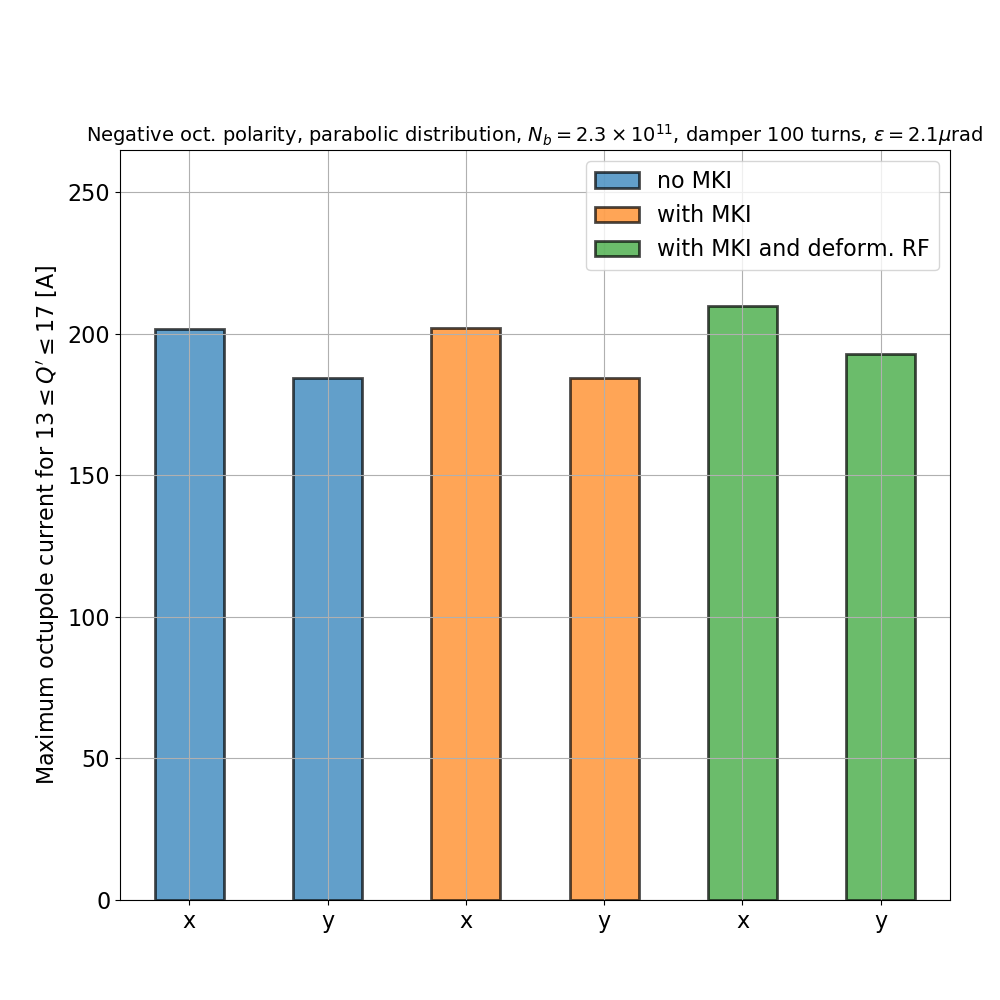 Negative oct. polarity, parabolic distribution, $N_b = 2.3 \times 10^{11}$, damper 100 turns, $\varepsilon = 2.1\mu$rad
no MKI
with MKI
with MKI and deform. RF
Maximum octupole current for $13 \leq Q' \leq 17$ [A]
250
200
150
100
50
0
x y x y x y